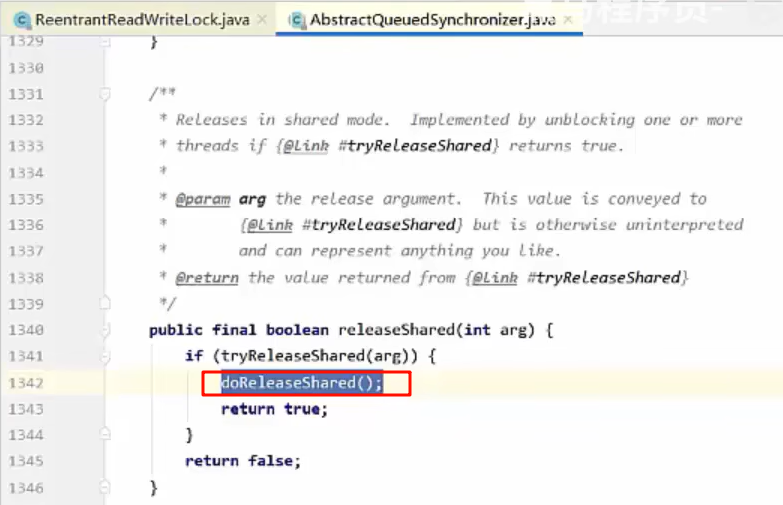 ReentrantReadWriteLock.java × AbstractQueuedSynchronizer.java ×
程序员-
1329 }
1330
1331 /**
1332 * Releases in shared mode.  Implemented by unblocking one or more
1333 * threads if {@link #tryReleaseShared} returns true.
1334 *
1335 * @param arg the release argument.  This value is conveyed to
1336 *        {@link #tryReleaseShared} but is otherwise uninterpreted
1337 *        and can represent anything you like.
1338 * @return the value returned from {@link #tryReleaseShared}
1339 */
1340 public final boolean releaseShared(int arg) {
1341 if (tryReleaseShared(arg)) {
1342 doReleaseShared();
1343 return true;
1344 }
1345 return false;
1346 }